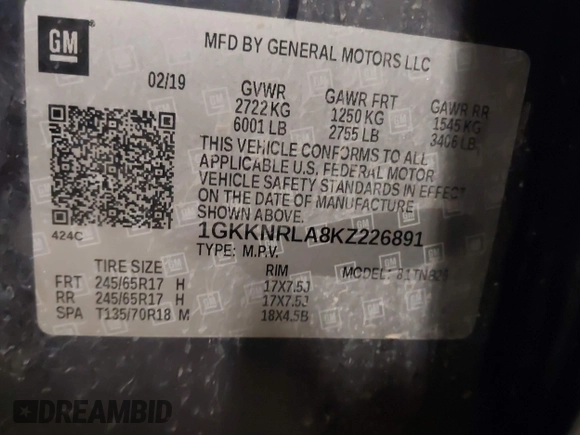 GM
MFD BY GENERAL MOTORS LLC
02/19
GVWR
2722 KG
6001 LB
GAWR FRT
1250 KG
2755 LB
GAWR RR
1545 KG
3406 LB
THIS VEHICLE CONFORMS TO ALL
APPLICABLE U.S. FEDERAL MOTOR
VEHICLE SAFETY STANDARDS IN EFFECT
ON THE DATE OF MANUFACTURE
SHOWN ABOVE.
424C
1GKKNRLA8KZ226891
TYPE: M.P.V.
TIRE SIZE RIM MODEL:
FRT 245/65R17 H 17X7.5J
RR 245/65R17 H 17X7.5J
SPA T135/70R18 M 18X4.5B
DREAMBID